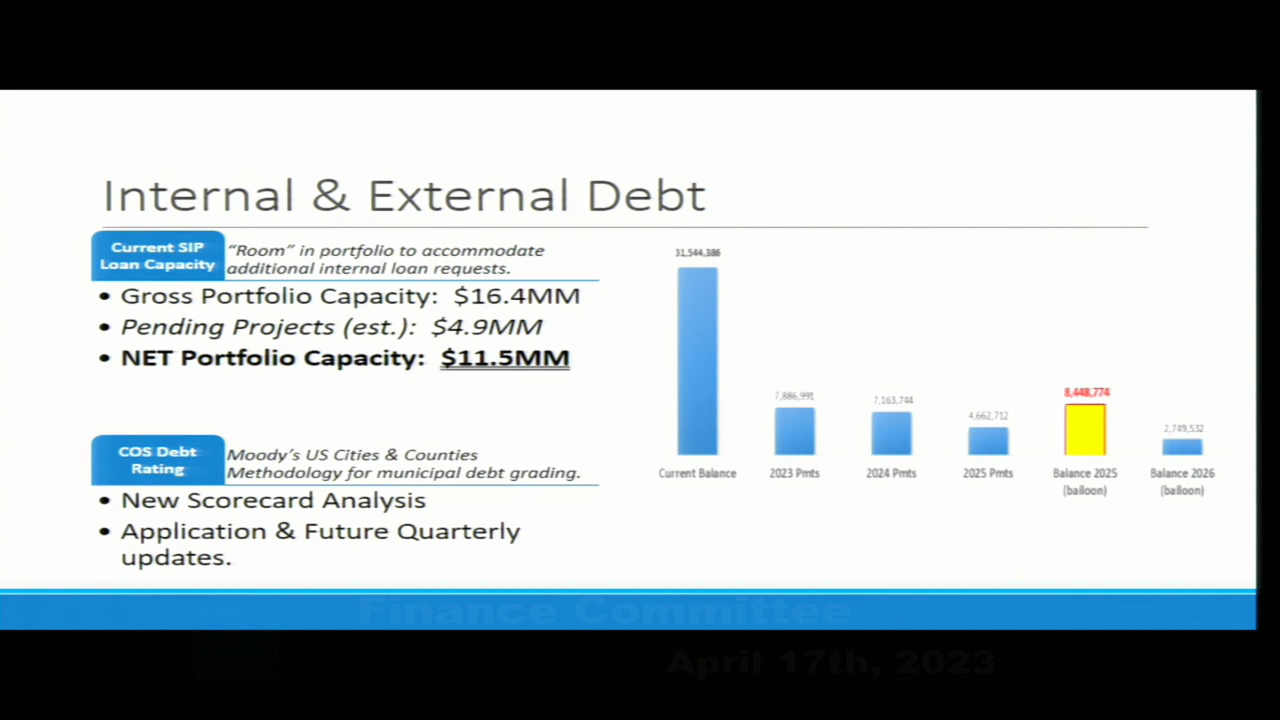 Internal & External Debt
Current SIP
Loan Capacity
“Room” in portfolio to accommodate
additional internal loan requests.
• Gross Portfolio Capacity: $16.4MM
• Pending Projects (est.): $4.9MM
• NET Portfolio Capacity: $11.5MM
COS Debt
Rating
Moody’s US Cities & Counties
Methodology for municipal debt grading.
• New Scorecard Analysis
• Application & Future Quarterly
updates.
31,544,386
7,886,991
7,163,744
4,662,712
8,448,774
2,749,532
Current Balance
2023 Pmts
2024 Pmts
2025 Pmts
Balance 2025
(balloon)
Balance 2026
(balloon)
Finance Committee
April 17th, 2023